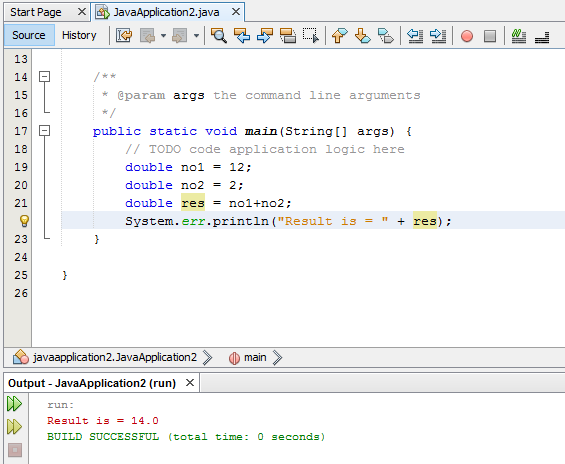 Start Page
JavaApplication2.java
Source History
13
14 /**
15 * @param args the command line arguments
16 */
17 public static void main(String[] args) {
18 // TODO code application logic here
19 double no1 = 12;
20 double no2 = 2;
21 double res = no1+no2;
System.err.println("Result is = " + res);
23 }
24
25 }
26
javaapplication2.JavaApplication2 main
Output - JavaApplication2 (run)
run:
Result is = 14.0
BUILD SUCCESSFUL (total time: 0 seconds)